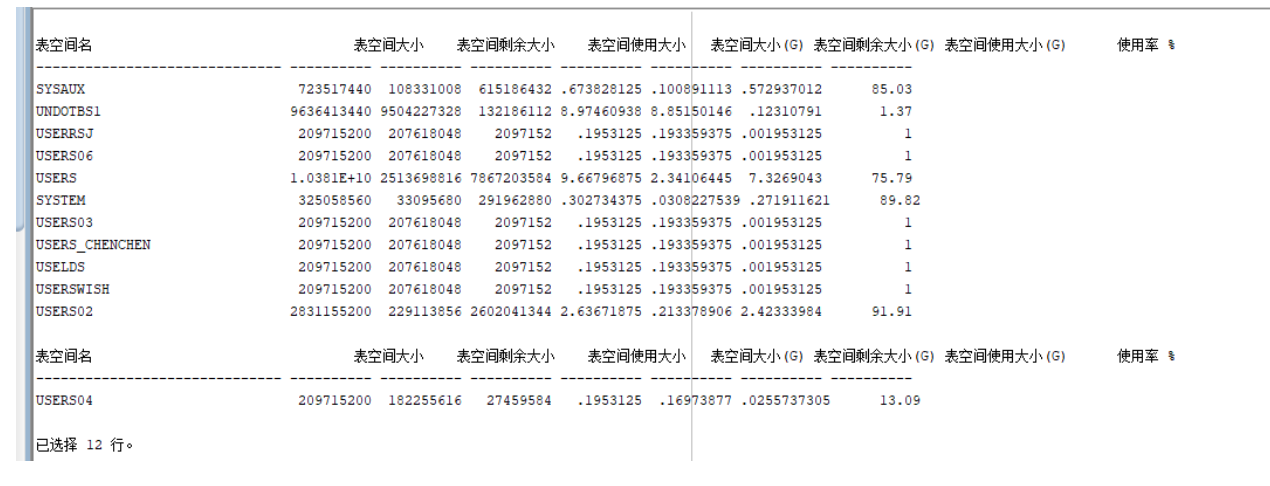 表空间名 表空间大小 表空间剩余大小 表空间使用大小 表空间大小(G) 表空间剩余大小(G) 表空间使用大小(G) 使用率 %
------------------------------ ---------- ---------- ---------- ---------- ---------- ----------
SYSAUX 723517440 108331008 615186432 .673828125 .100891113 .572937012 85.03
UNDOTBS1 9636413440 9504227328 132186112 8.97460938 8.85150146 .12310791 1.37
USERRSJ 209715200 207618048 2097152 .1953125 .193359375 .001953125 1
USERS06 209715200 207618048 2097152 .1953125 .193359375 .001953125 1
USERS 1.0381E+10 2513698816 7867203584 9.66796875 2.34106445 7.3269043 75.79
SYSTEM 325058560 33095680 291962880 .302734375 .0308227539 .271911621 89.82
USERS03 209715200 207618048 2097152 .1953125 .193359375 .001953125 1
USERS_CHENCHEN 209715200 207618048 2097152 .1953125 .193359375 .001953125 1
USELDS 209715200 207618048 2097152 .1953125 .193359375 .001953125 1
USERSWISH 209715200 207618048 2097152 .1953125 .193359375 .001953125 1
USERS02 2831155200 229113856 2602041344 2.63671875 .213378906 2.42333984 91.91
表空间名 表空间大小 表空间剩余大小 表空间使用大小 表空间大小(G) 表空间剩余大小(G) 表空间使用大小(G) 使用率 %
------------------------------ ---------- ---------- ---------- ---------- ---------- ----------
USERS04 209715200 182255616 27459584 .1953125 .16973877 .0255737305 13.09
已选择 12 行。